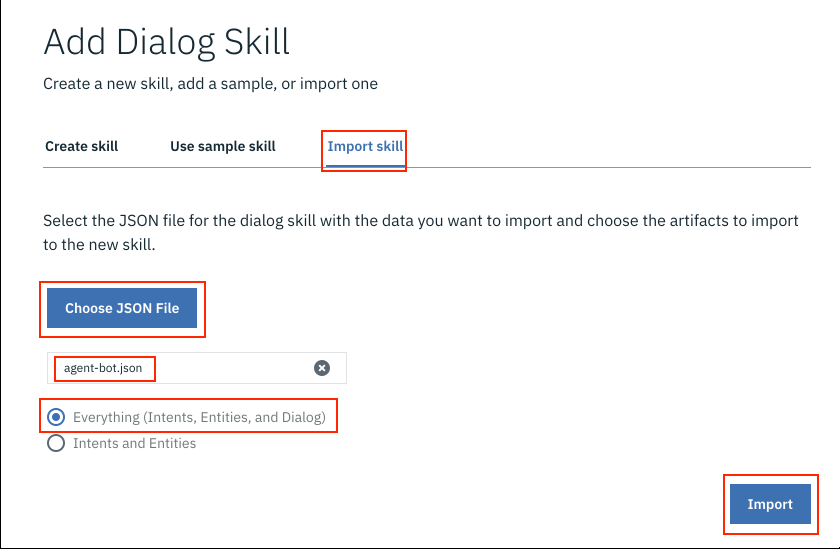 Add Dialog Skill
Create a new skill, add a sample, or import one
Create skill Use sample skill Import skill
Select the JSON file for the dialog skill with the data you want to import and choose the artifacts to import
to the new skill.
Choose JSON File
agent-bot.json
Everything (Intents, Entities, and Dialog)
Intents and Entities
Import